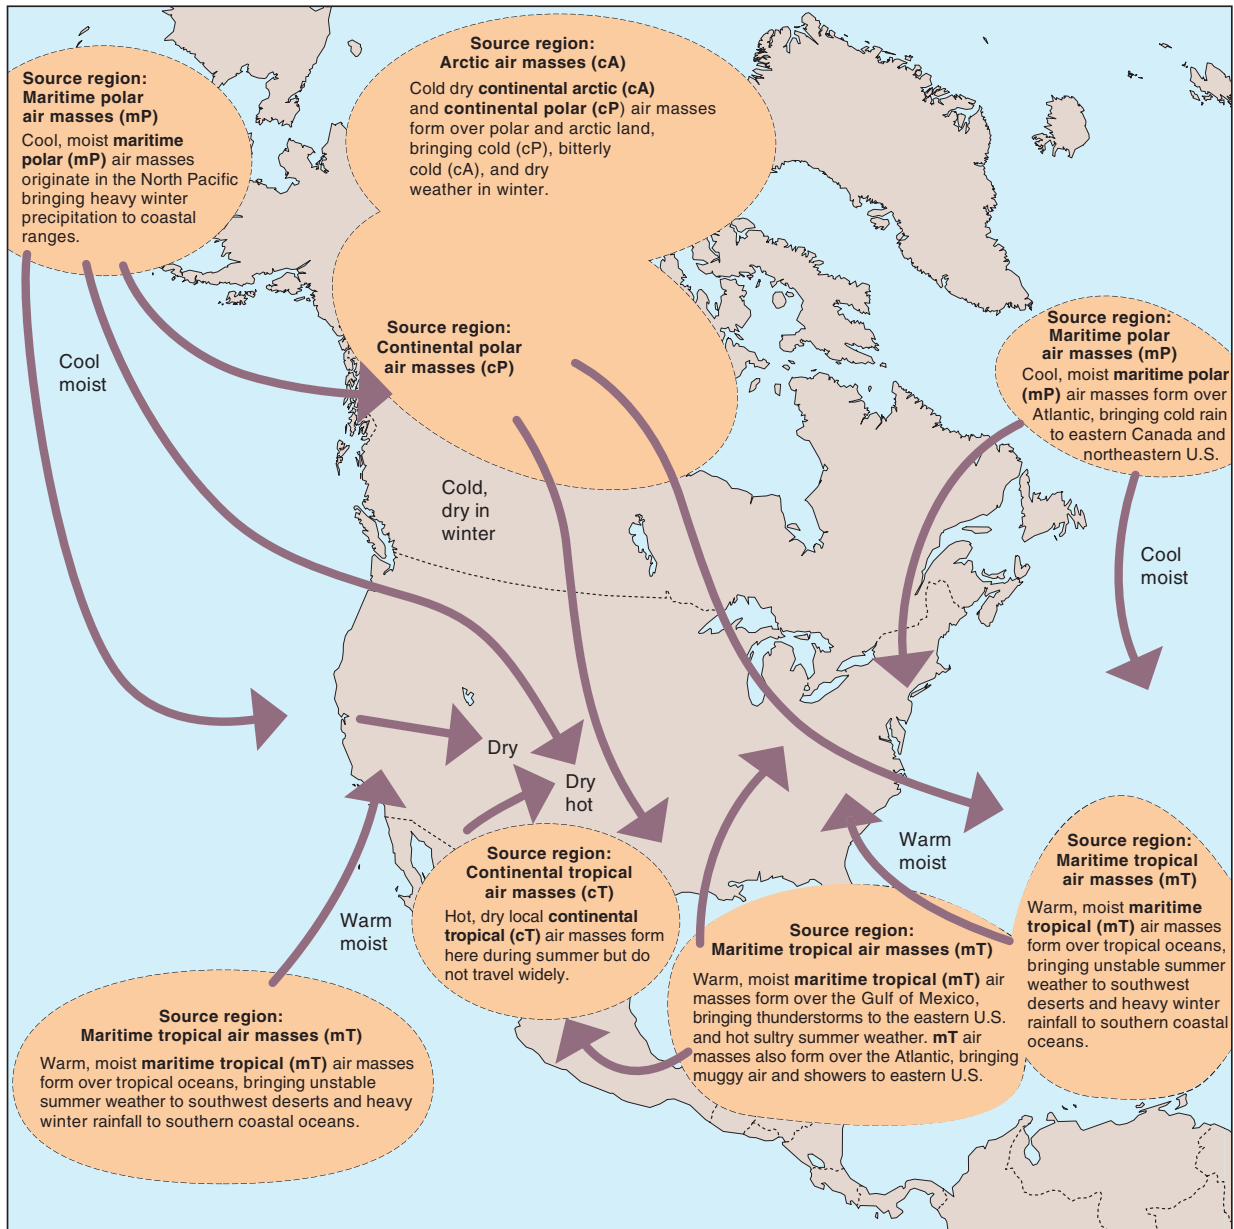 Source region:
Maritime polar
air masses (mP)
Cool, moist maritime
polar (mP) air masses
originate in the North Pacific
bringing heavy winter
precipitation to coastal
ranges.
Source region:
Arctic air masses (cA)
Cold dry continental arctic (cA)
and continental polar (cP) air masses
form over polar and arctic land,
bringing cold (cP), bitterly
cold (cA), and dry
weather in winter.
Source region:
Continental polar
air masses (cP)
Source region:
Maritime polar
air masses (mP)
Cool, moist maritime polar
(mP) air masses form over
Atlantic, bringing cold rain
to eastern Canada and
northeastern U.S.
Cool
moist
Cold,
dry in
winter
Cool
moist
Dry
Dry
hot
Warm
moist
Warm
moist
Source region:
Continental tropical
air masses (cT)
Hot, dry local continental
tropical (cT) air masses form
here during summer but do
not travel widely.
Source region:
Maritime tropical
air masses (mT)
Warm, moist maritime
tropical (mT) air masses
form over tropical oceans,
bringing unstable summer
weather to southwest
deserts and heavy winter
rainfall to southern coastal
oceans.
Source region:
Maritime tropical air masses (mT)
Warm, moist maritime tropical (mT) air
masses form over the Gulf of Mexico,
bringing thunderstorms to the eastern U.S.
and hot sultry summer weather. mT air
masses also form over the Atlantic, bringing
muggy air and showers to eastern U.S.
Source region:
Maritime tropical air masses (mT)
Warm, moist maritime tropical (mT) air masses
form over tropical oceans, bringing unstable
summer weather to southwest deserts and heavy
winter rainfall to southern coastal oceans.